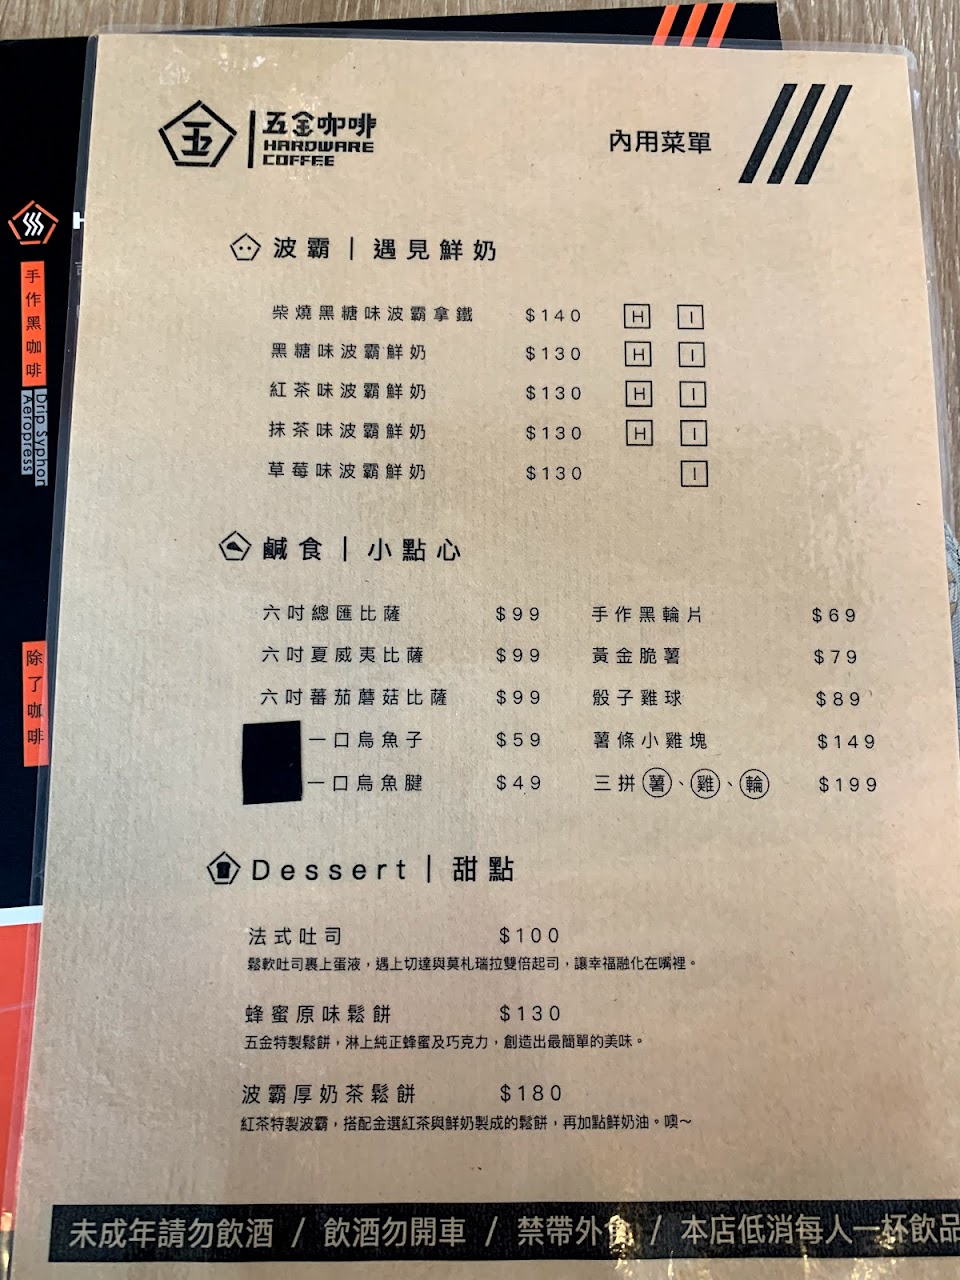 五金咖啡
HARDWARE
COFFEE
內用菜單
波霸｜遇見鮮奶
柴燒黑糖味波霸拿鐵 $140 H I
黑糖味波霸鮮奶 $130 H I
紅茶味波霸鮮奶 $130 H I
抹茶味波霸鮮奶 $130 H I
草莓味波霸鮮奶 $130 I
鹹食｜小點心
六吋總匯比薩 $99 手作黑輪片 $69
六吋夏威夷比薩 $99 黃金脆薯 $79
六吋蕃茄蘑菇比薩 $99 骰子雞球 $89
一口烏魚子 $59 薯條小雞塊 $149
一口烏魚腱 $49 三拼薯、雞、輪 $199
Dessert｜甜點
法式吐司 $100
鬆軟吐司裹上蛋液，遇上切達與莫札瑞拉雙倍起司，讓幸福融化在嘴裡。
蜂蜜原味鬆餅 $130
五金特製鬆餅，淋上純正蜂蜜及巧克力，創造出最簡單的美味。
波霸厚奶茶鬆餅 $180
紅茶特製波霸，搭配金選紅茶與鮮奶製成的鬆餅，再加點鮮奶油。噢～
未成年請勿飲酒 / 飲酒勿開車 / 禁帶外食 / 本店低消每人一杯飲品
手作黑咖啡
Drip Syphon
Aeropress
除了咖啡